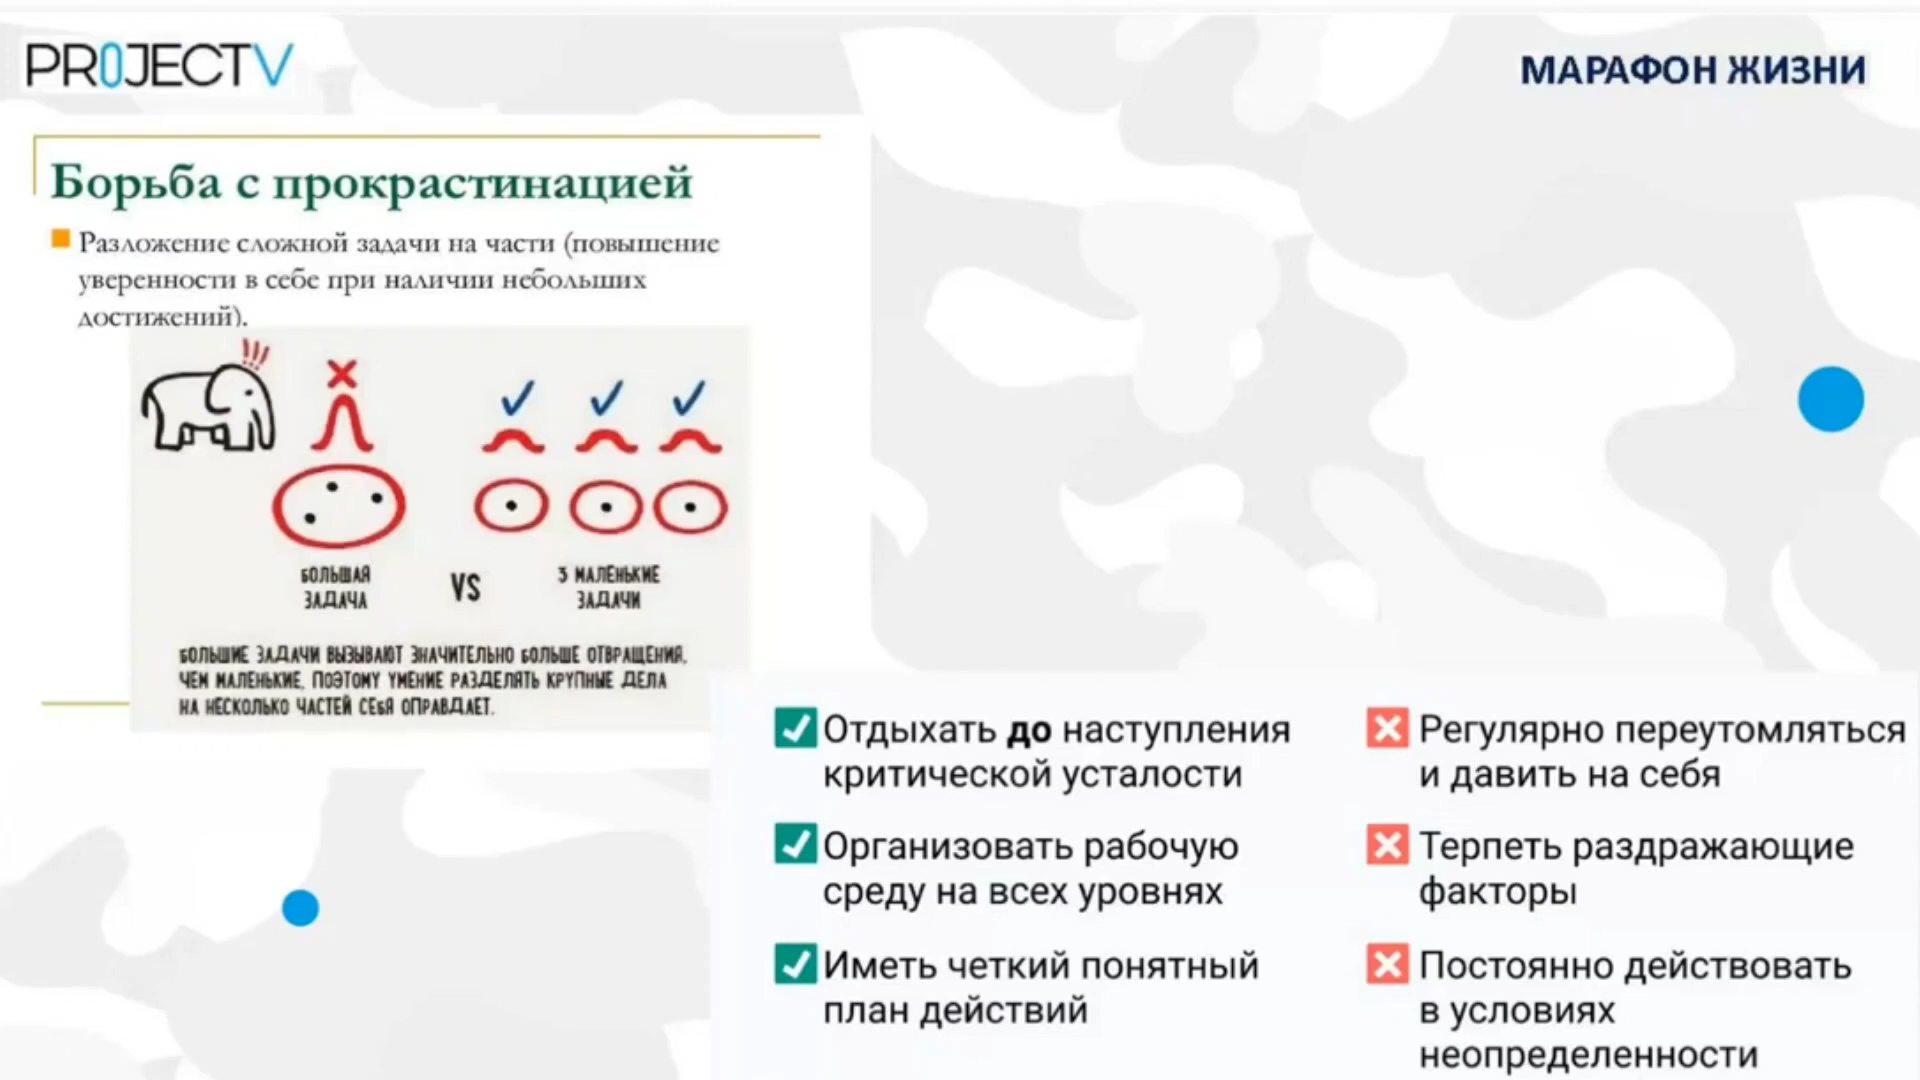 PROJECTV
МАРАФОН ЖИЗНИ
Борьба с прокрастинацией
Разложение сложной задачи на части (повышение
уверенности в себе при наличии небольших
достижений).
БОЛЬШАЯ
ЗАДАЧА
VS
3 МАЛЕНЬКИЕ
ЗАДАЧИ
БОЛЬШИЕ ЗАДАЧИ ВЫЗЫВАЮТ ЗНАЧИТЕЛЬНО БОЛЬШЕ ОТВРАЩЕНИЯ,
ЧЕМ МАЛЕНЬКИЕ, ПОЭТОМУ УМЕНИЕ РАЗДЕЛЯТЬ КРУПНЫЕ ДЕЛА
НА НЕСКОЛЬКО ЧАСТЕЙ СЕБЯ ОПРАВДАЕТ.
Отдыхать до наступления
критической усталости
Организовать рабочую
среду на всех уровнях
Иметь четкий понятный
план действий
Регулярно переутомляться
и давить на себя
Терпеть раздражающие
факторы
Постоянно действовать
в условиях
неопределенности